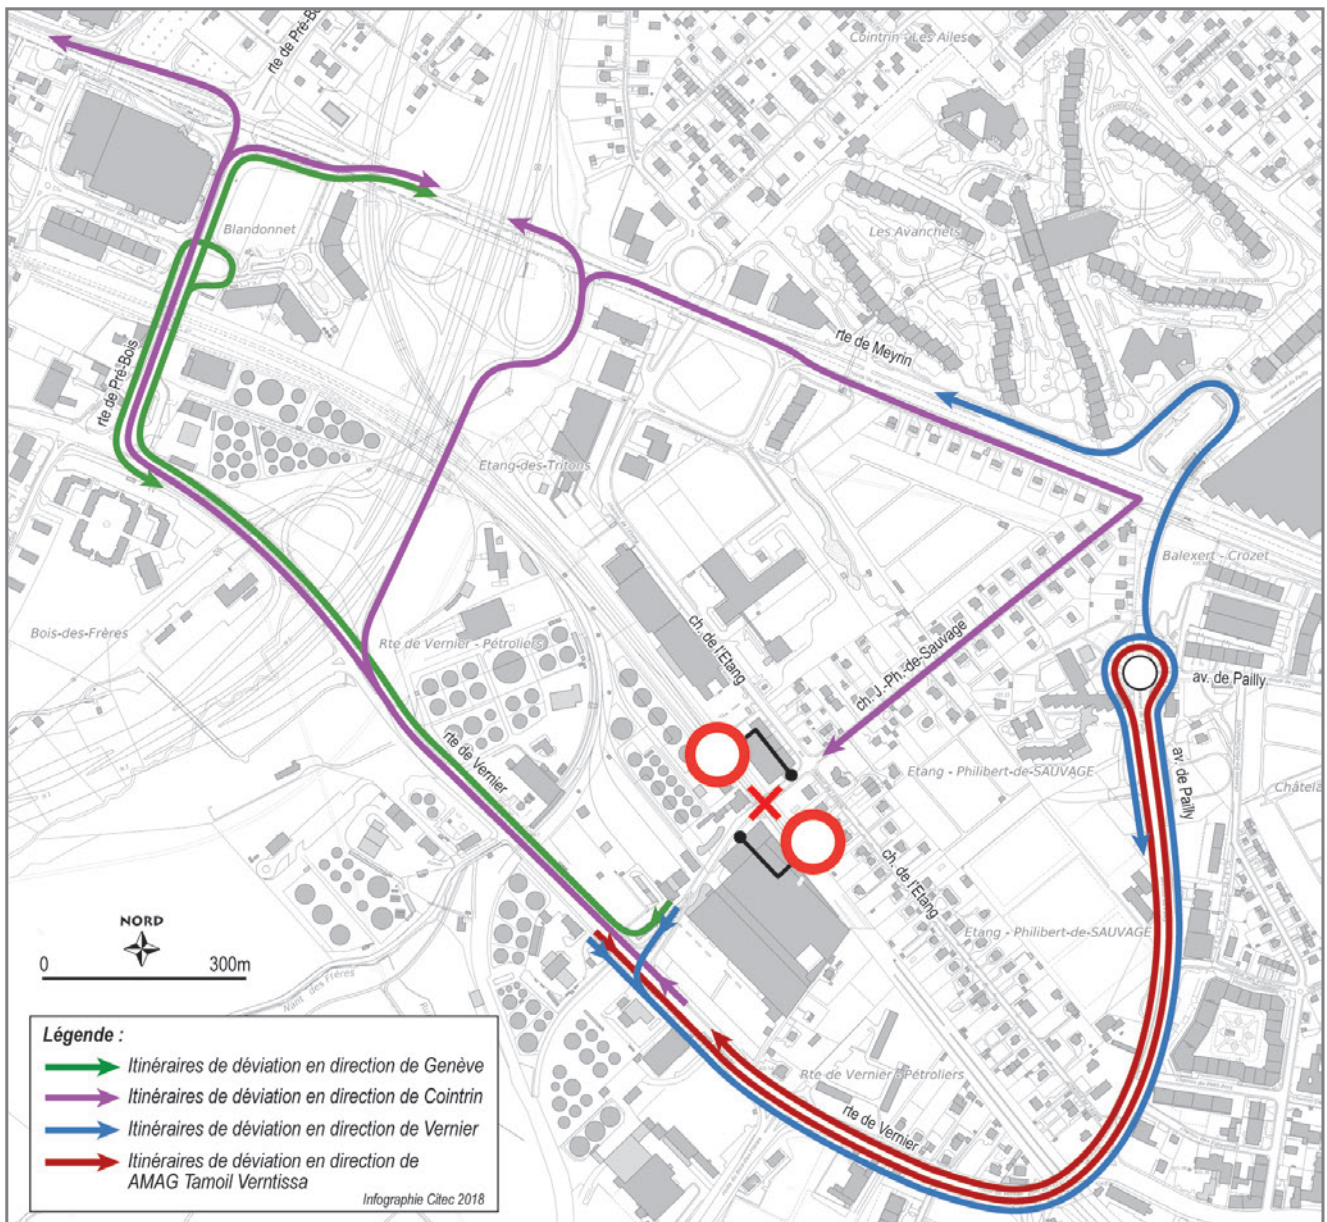 rte de Pré-Bo
Cointrin - Les Ailes
Blandonnet
Les Avanchets
rte de Meyrin
rte de Pré-Bois
Etang-des-Tritons
Balexert - Crozet
Bois-des-Frères
Rte de Vernier - Pétroliers
ch. de l'Etang
ch. J.-Ph.-de-Sauvage
av. de Pailly
rte de Vernier
Etang - Philibert-de-SAUVAGE
av. de Pailly
Châtela
ch. de l'Etang
Etang - Philibert-de-SAUVAGE
NORD
0 300m
Nant des Frères
Rte de Vernier - Pétroliers
rte de Vernier
Légende :
Itinéraires de déviation en direction de Genève
Itinéraires de déviation en direction de Cointrin
Itinéraires de déviation en direction de Vernier
Itinéraires de déviation en direction de
AMAG Tamoil Verntissa
Infographie Citec 2018